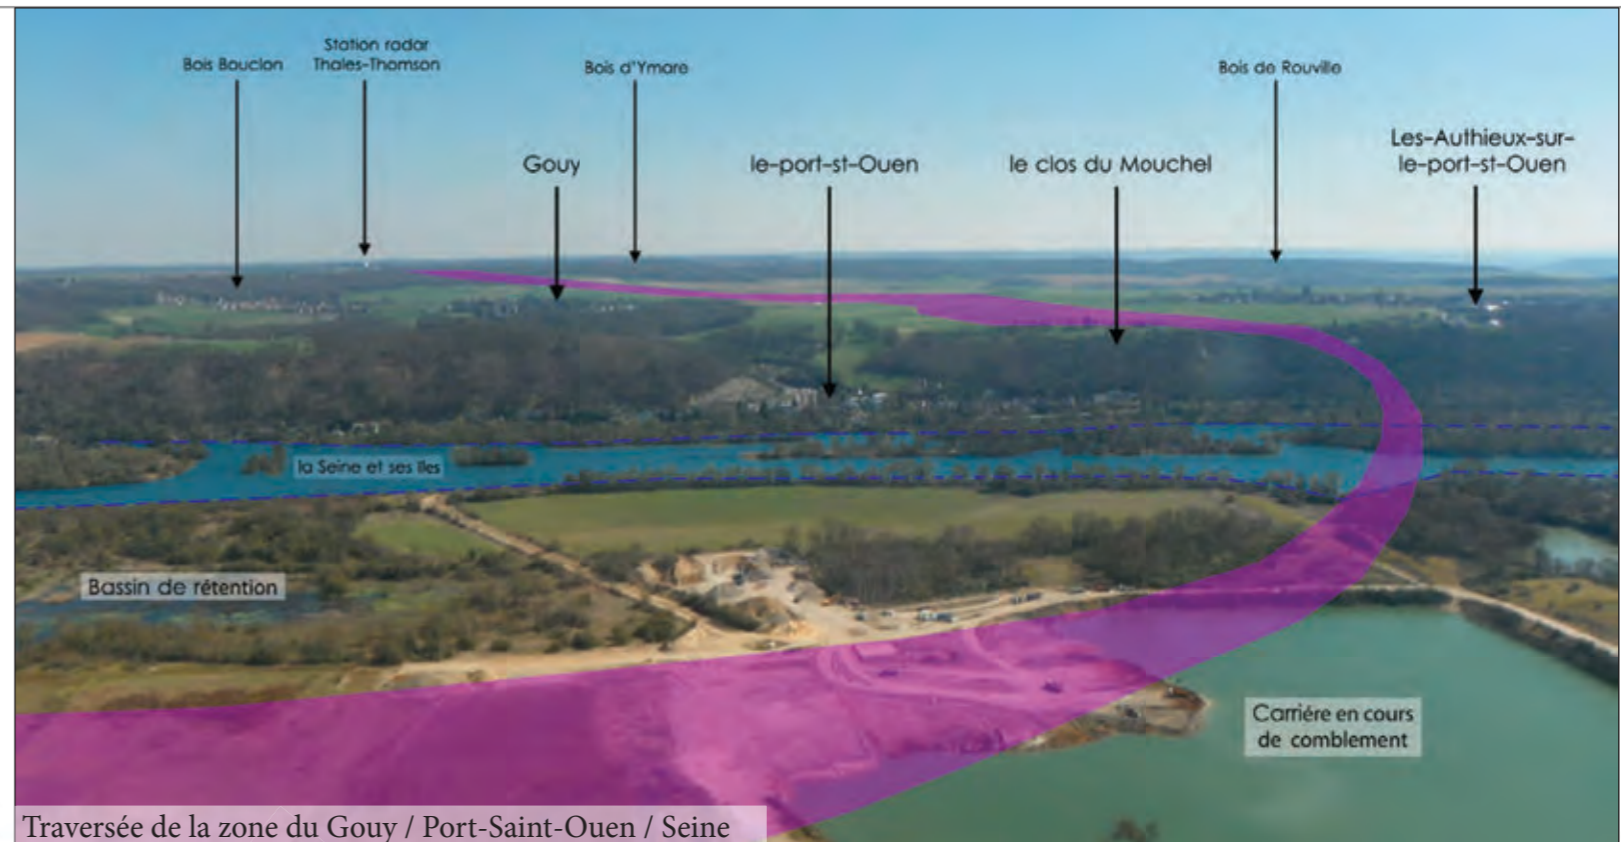 Station radar
Bois Bouclon
Thales-Thomson
Bois d'Ymare
Bois de Rouville
Les-Authieux-sur-
le-port-st-Ouen
Gouy
le-port-st-Ouen
le clos du Mouchel
la Seine et ses îles
Bassin de rétention
Carriére en cours
de comblement
Traversée de la zone du Gouy / Port-Saint-Ouen / Seine